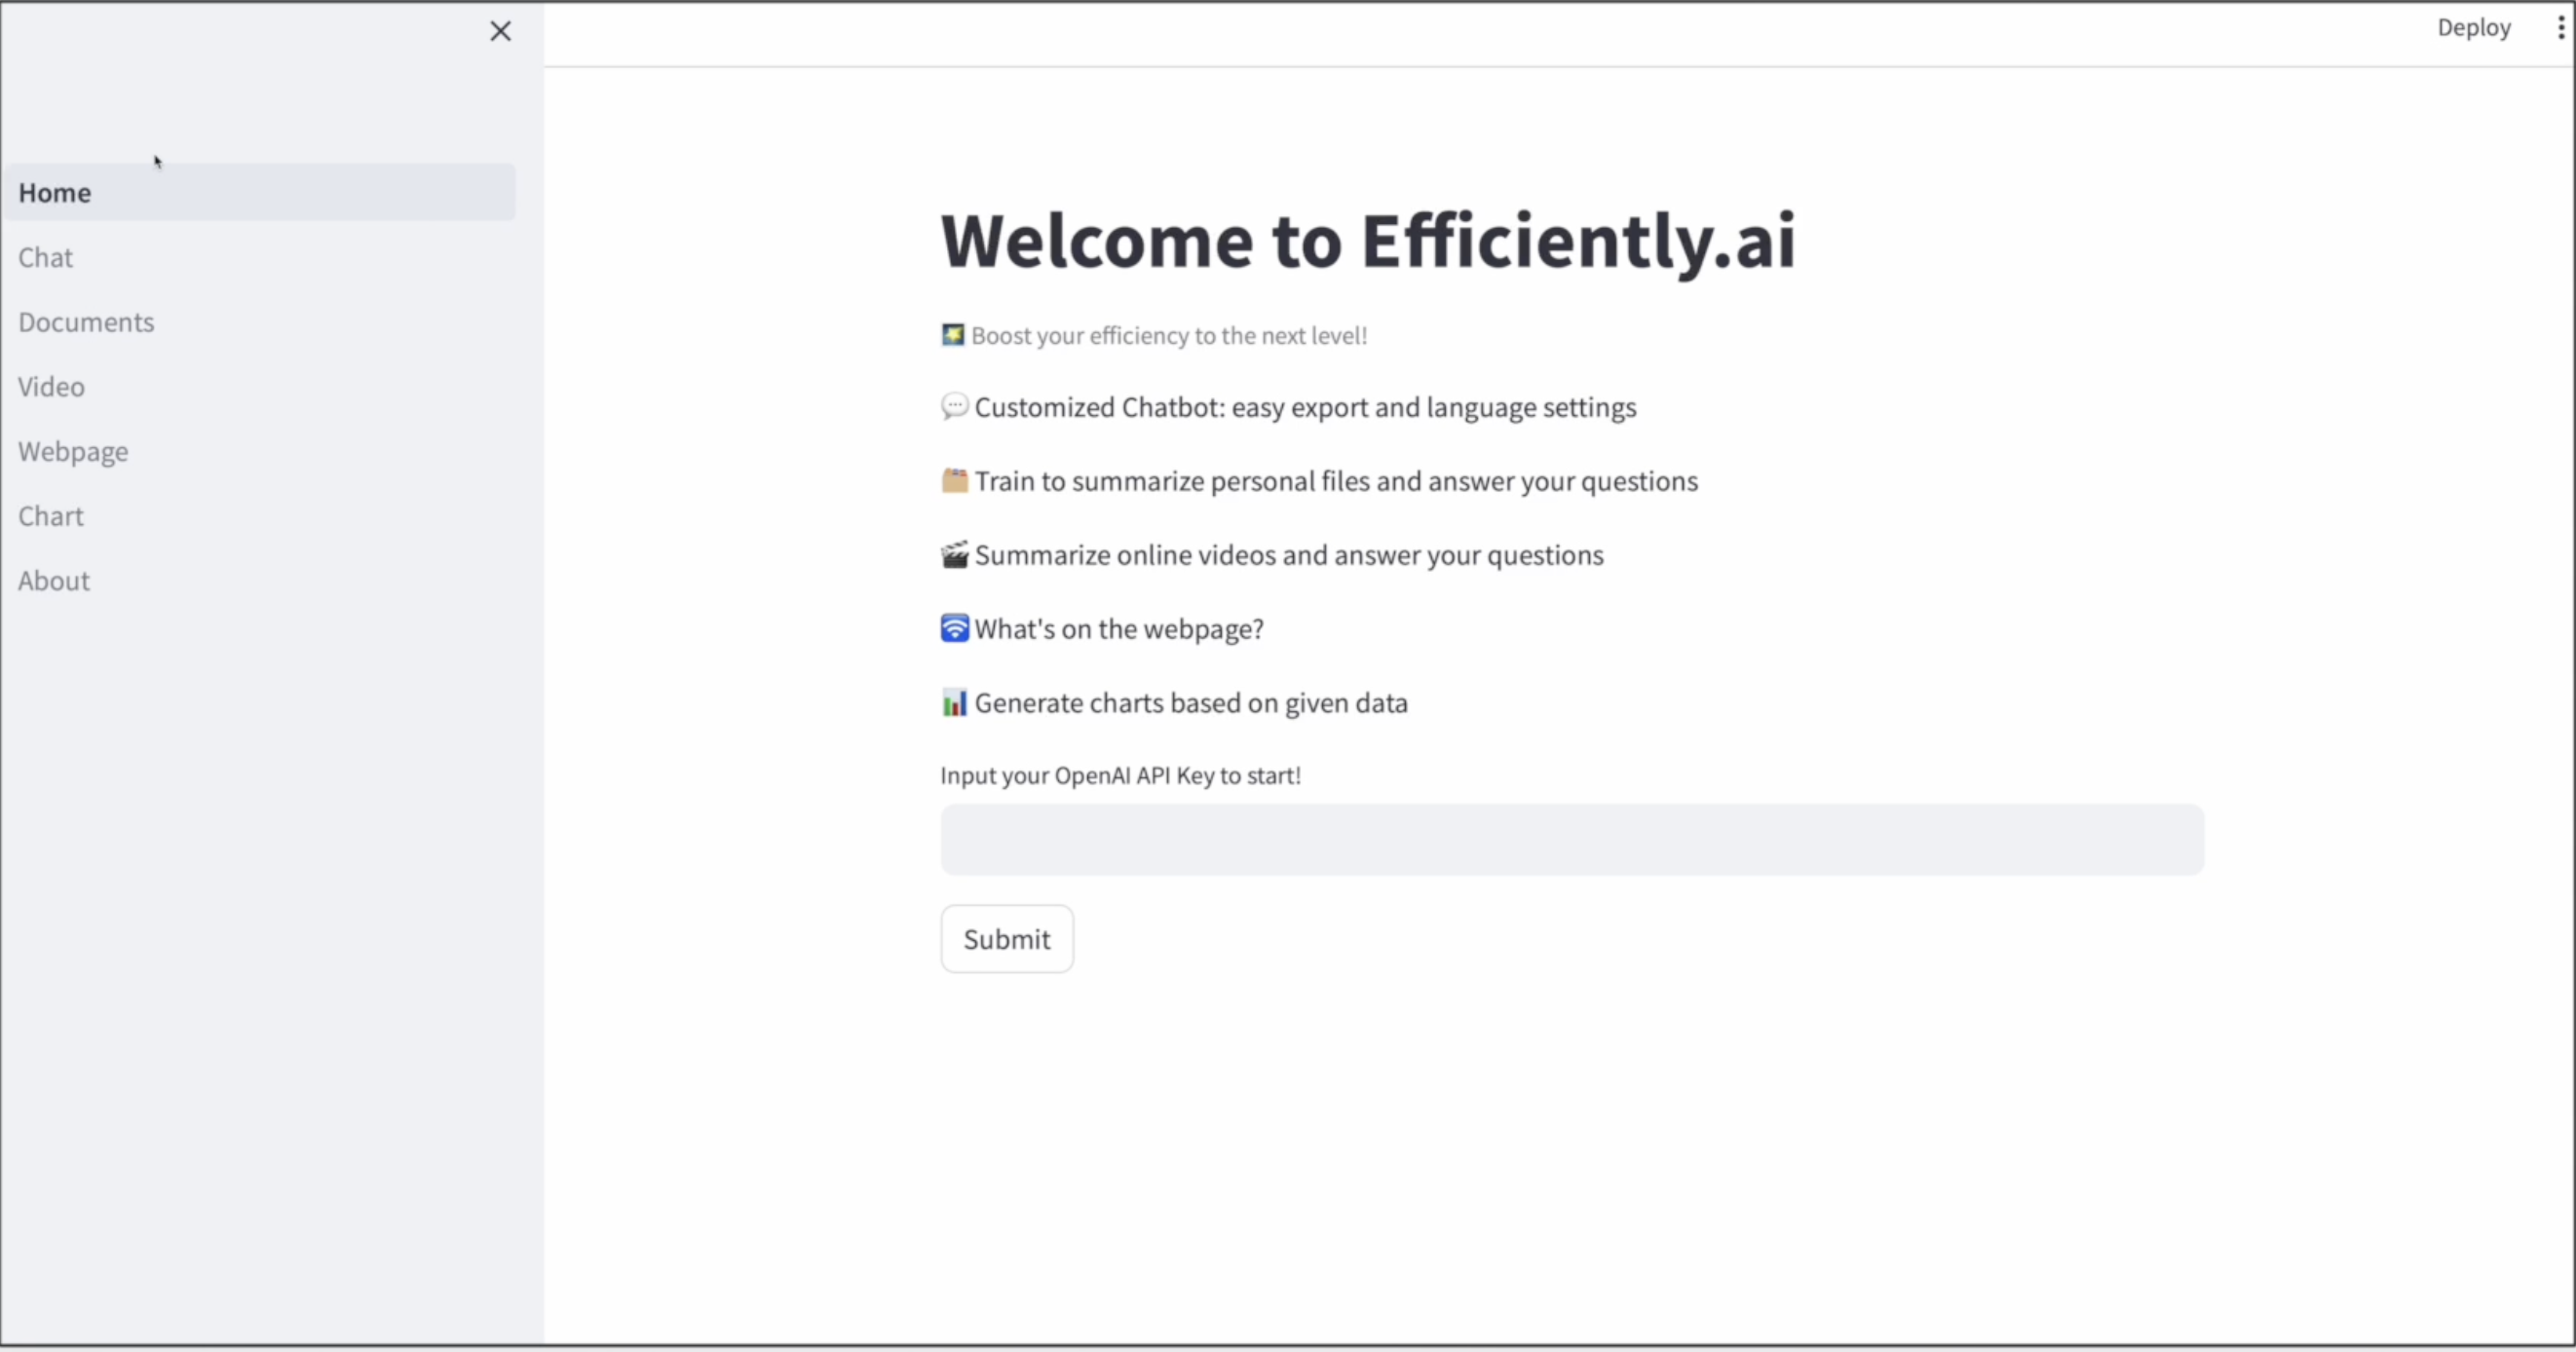 Deploy
Home
Chat
Documents
Video
Webpage
Chart
About
Welcome to Efficiently.ai
🌠 Boost your efficiency to the next level!
💬 Customized Chatbot: easy export and language settings
🗂️ Train to summarize personal files and answer your questions
🎬 Summarize online videos and answer your questions
🛜 What's on the webpage?
📊 Generate charts based on given data
Input your OpenAI API Key to start!
Submit